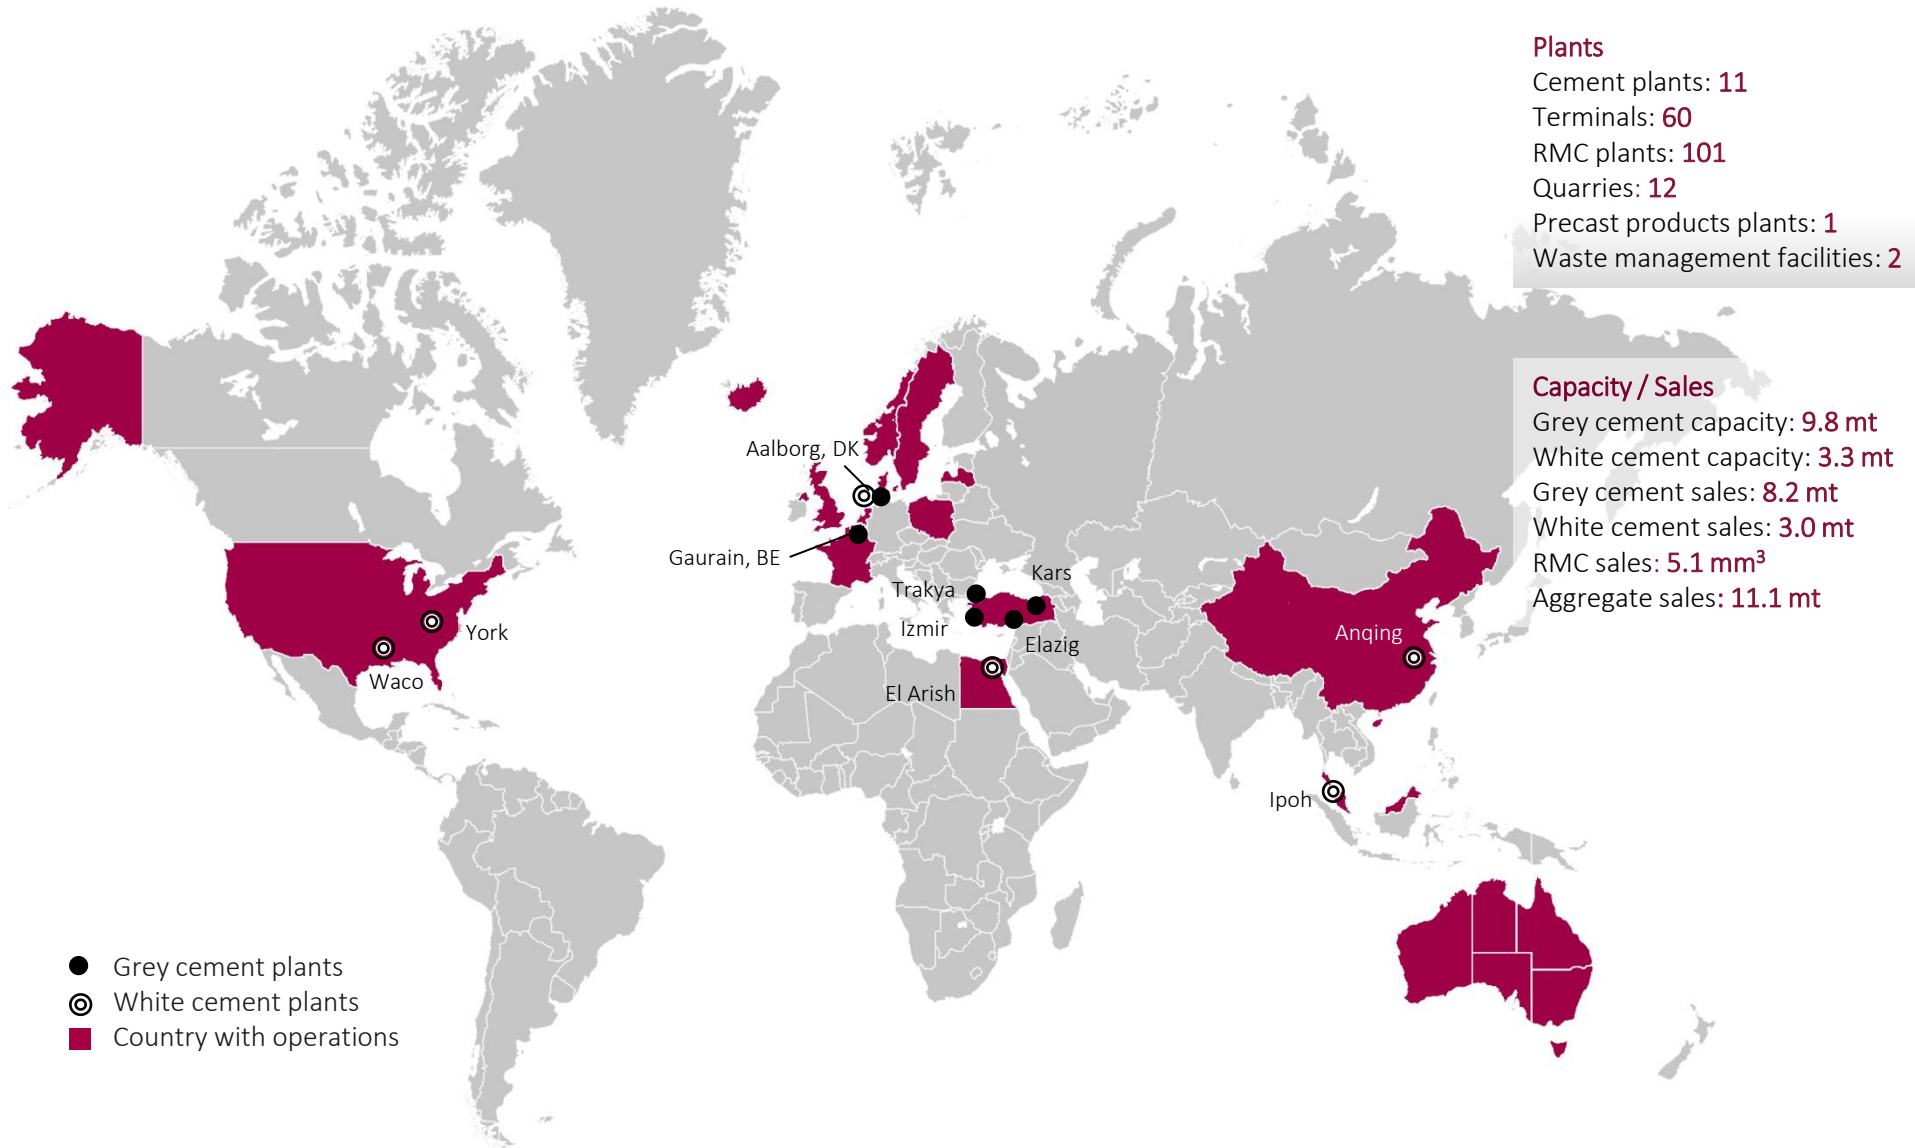 Plants
Cement plants: 11
Terminals: 60
RMC plants: 101
Quarries: 12
Precast products plants: 1
Waste management facilities: 2
Capacity / Sales
Grey cement capacity: 9.8 mt
White cement capacity: 3.3 mt
Grey cement sales: 8.2 mt
White cement sales: 3.0 mt
RMC sales: 5.1 mm³
Aggregate sales: 11.1 mt
Aalborg, DK
Gaurain, BE
Kars
Trakya
Izmir
Elazig
El Arish
York
Waco
Anqing
Ipoh
Grey cement plants
White cement plants
Country with operations